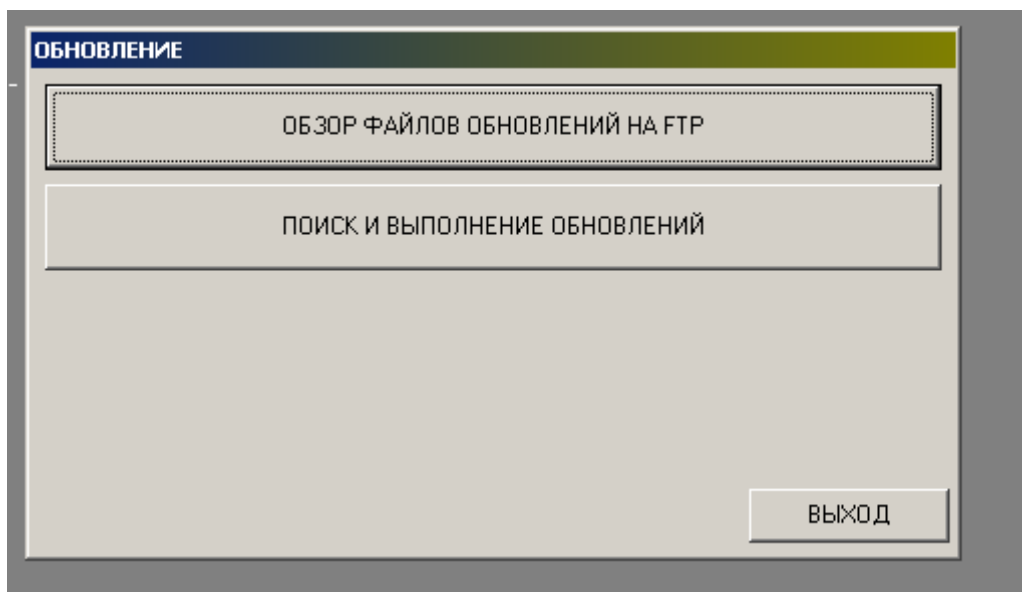 ОБНОВЛЕНИЕ
ОБЗОР ФАЙЛОВ ОБНОВЛЕНИЙ НА FTP
ПОИСК И ВЫПОЛНЕНИЕ ОБНОВЛЕНИЙ
ВЫХОД